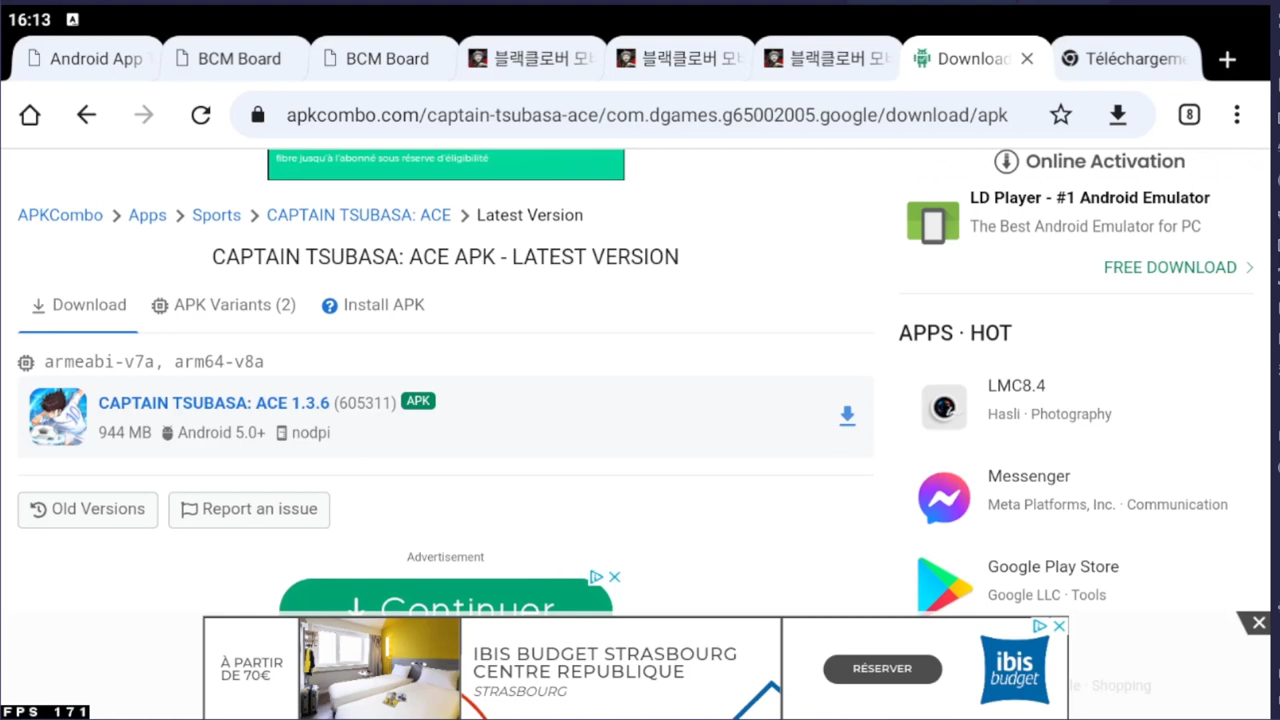 16:13 A
Android App
BCM Board
BCM Board
블랙클로버 모
블랙클로버 모
블랙클로버 모
Download
Téléchargeme
apkcombo.com/captain-tsubasa-ace/com.dgames.g65002005.google/download/apk
8
fibre jusqu'à l'abonné sous réserve d'éligibilité
Online Activation
LD Player - #1 Android Emulator
The Best Android Emulator for PC
FREE DOWNLOAD
APKCombo > Apps > Sports > CAPTAIN TSUBASA: ACE > Latest Version
CAPTAIN TSUBASA: ACE APK - LATEST VERSION
Download
APK Variants (2)
Install APK
armeabi-v7a, arm64-v8a
CAPTAIN TSUBASA: ACE 1.3.6 (605311) APK
944 MB Android 5.0+ nodpi
Old Versions
Report an issue
Advertisement
Continuer
APPS · HOT
LMC8.4
Hasli · Photography
Messenger
Meta Platforms, Inc. · Communication
Google Play Store
Google LLC · Tools
À PARTIR
DE 70€
IBIS BUDGET STRASBOURG
CENTRE REPUBLIQUE
STRASBOURG
RÉSERVER
ibis
budget
· Shopping
FPS 171